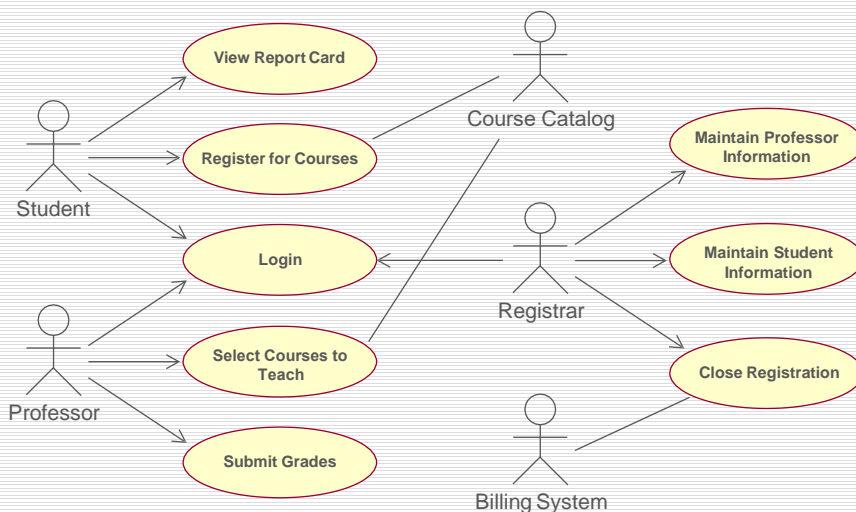 View Report Card
Course Catalog
Register for Courses
Maintain Professor
Information
Student
Login
Maintain Student
Information
Registrar
Select Courses to
Teach
Close Registration
Professor
Submit Grades
Billing System